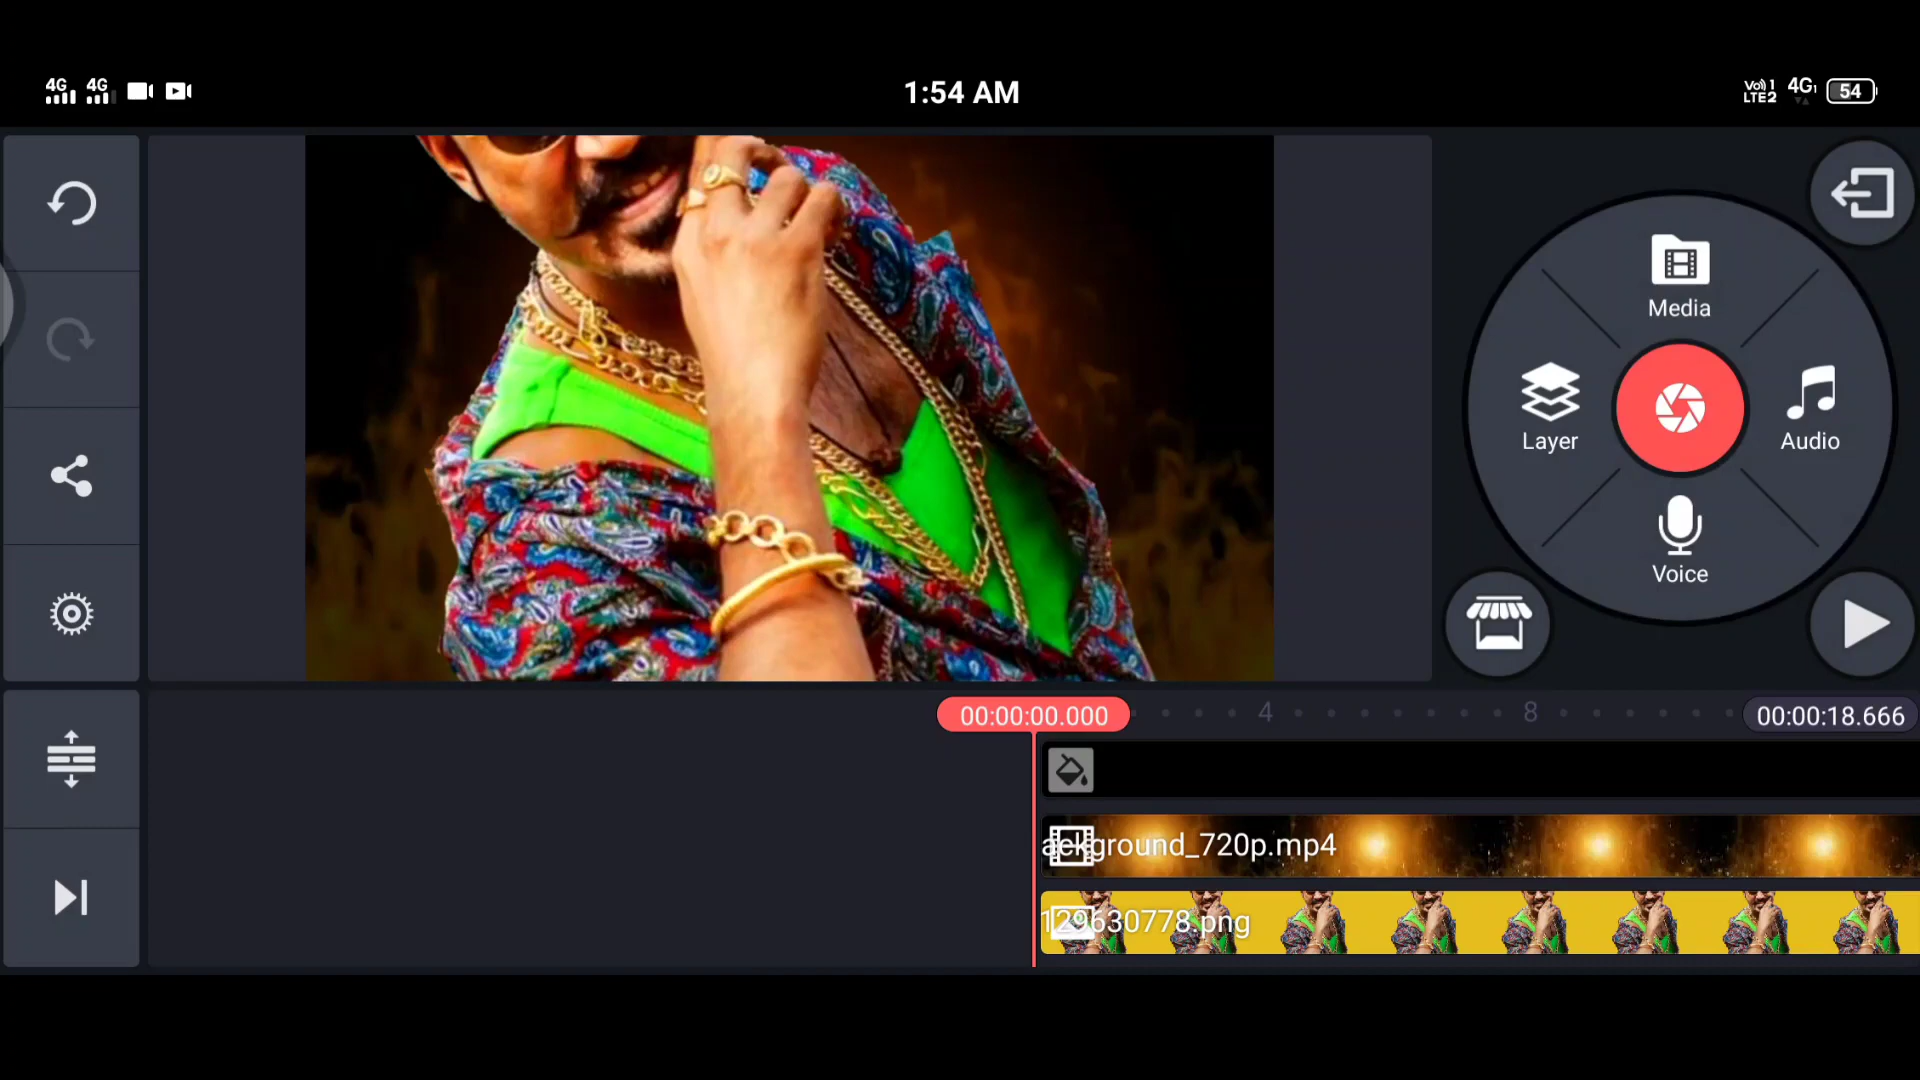 4G 4G
1:54 AM
Vo)) 1 LTE2 4G 54
Media
Layer
Audio
Voice
00:00:00.000
4
8
00:00:18.666
ackground_720p.mp4
129630778.png